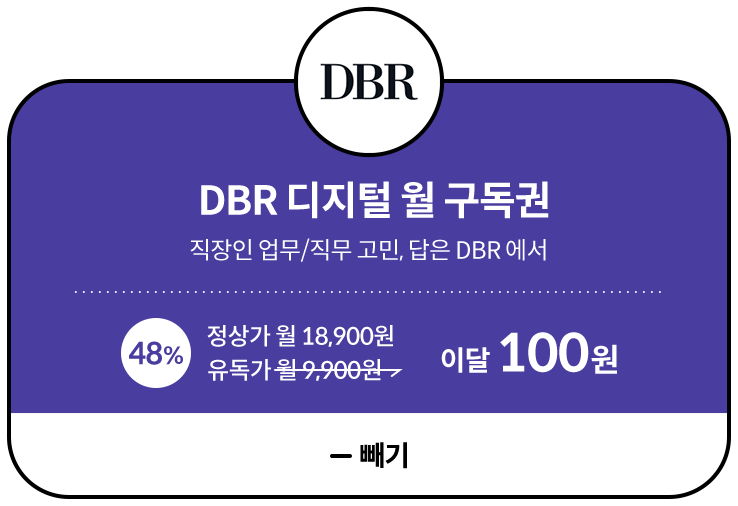 DBR
DBR 디지털 월 구독권
직장인 업무/직무 고민, 답은 DBR 에서
48%
정상가 월 18,900원
유독가 월 9,900원
이달 100원
빼기